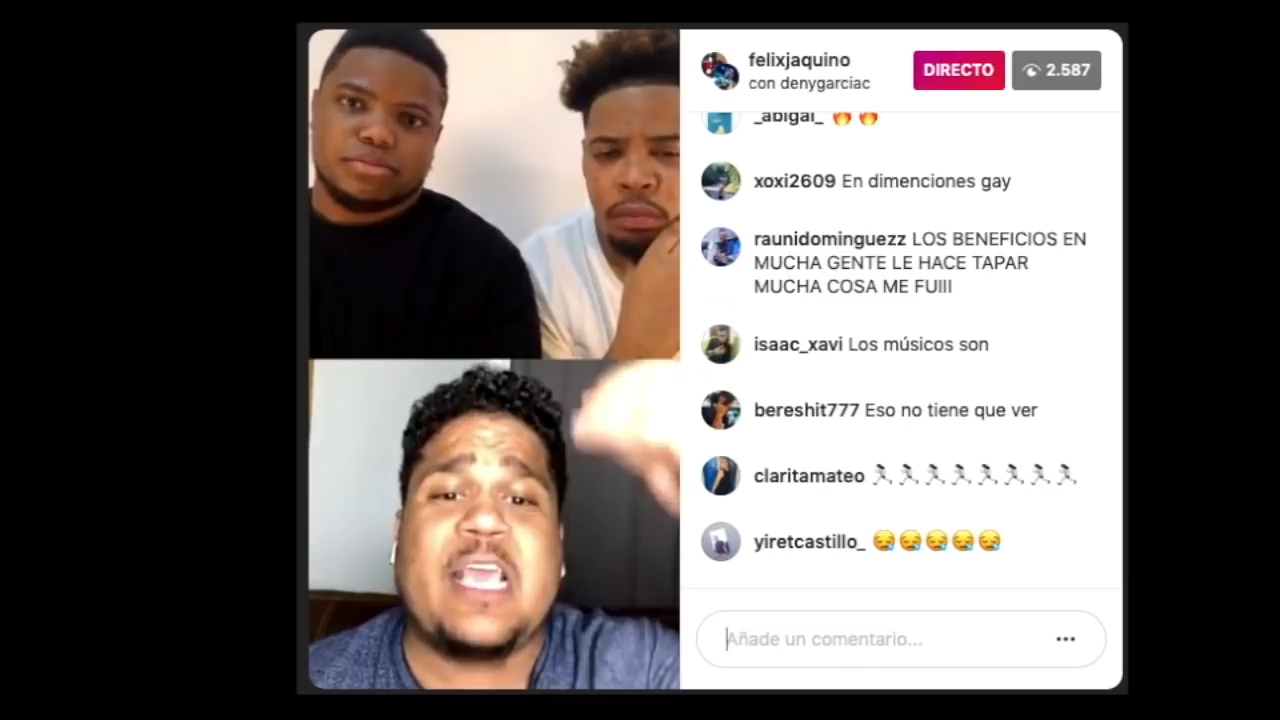 felixjaquino
con denygarciac
DIRECTO
2.587
_abigai_ 🔥🔥
xoxi2609 En dimenciones gay
raunidominguezz LOS BENEFICIOS EN
MUCHA GENTE LE HACE TAPAR
MUCHA COSA ME FUIII
isaac_xavi Los músicos son
bereshit777 Eso no tiene que ver
claritamateo 🏃🏻🏃🏻🏃🏻🏃🏻🏃🏻🏃🏻🏃🏻🏃🏻
yiretcastillo_ 😪😪😪😪😪
Añade un comentario...